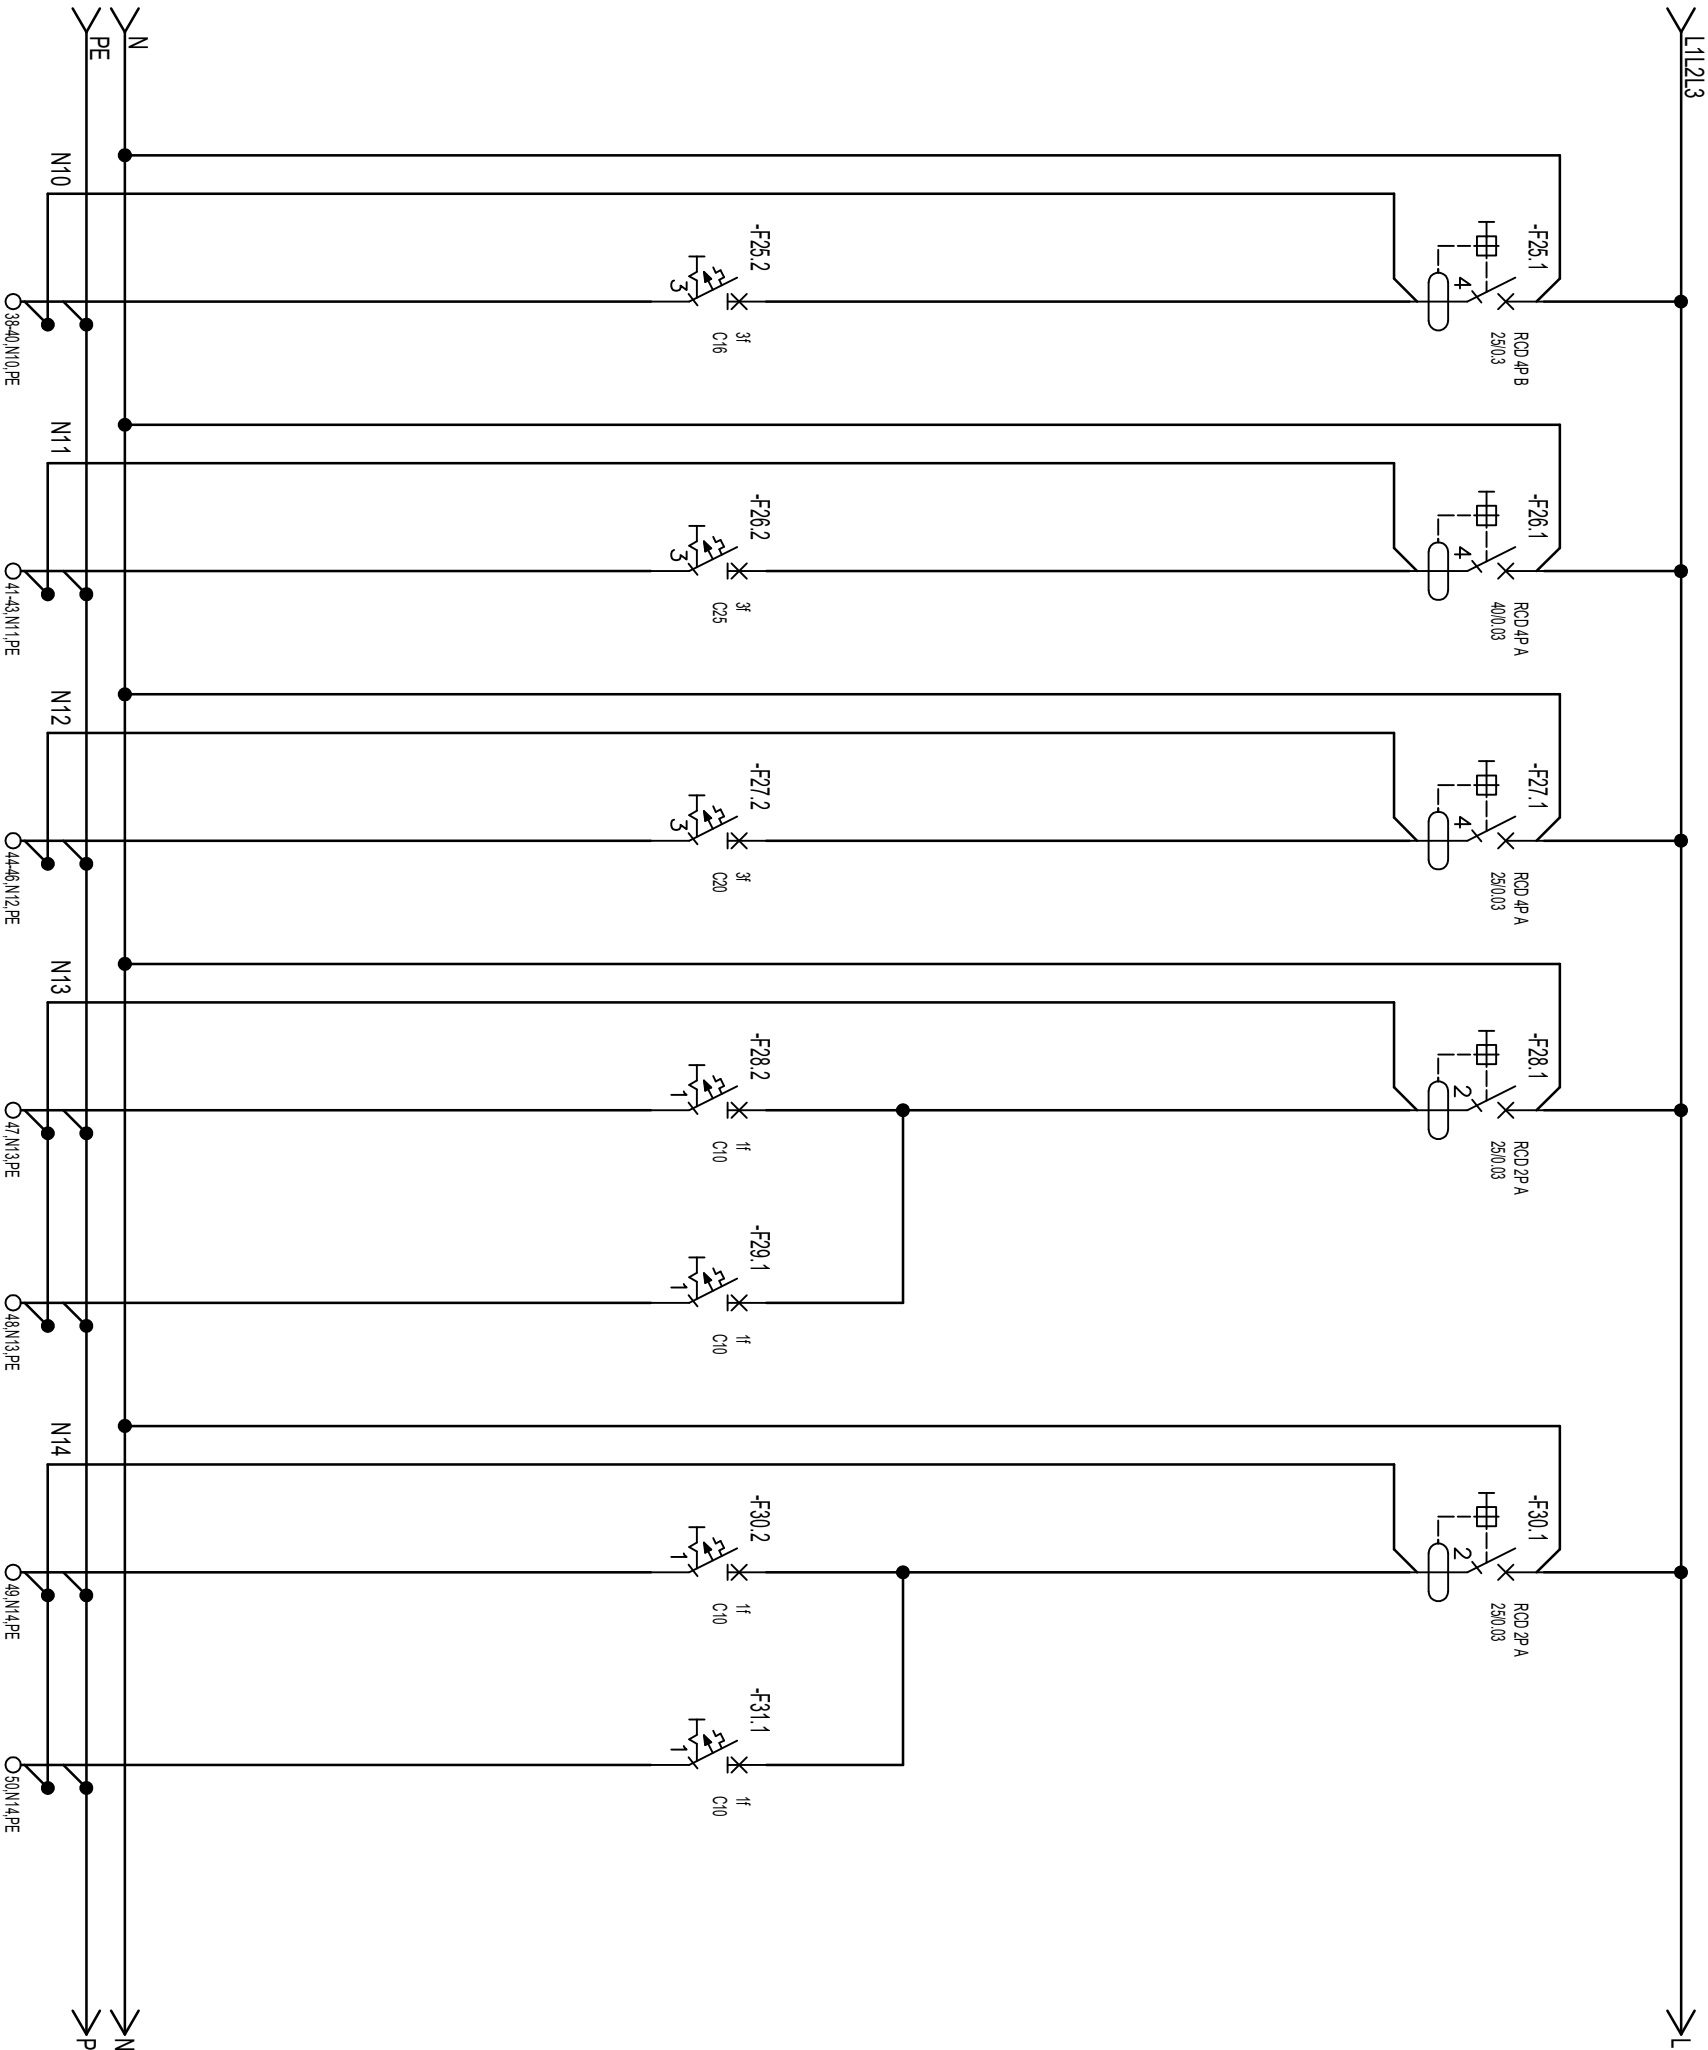 L1L2L3
L
-F25.1
4
RCD 4P B
25/0.3
-F26.1
4
RCD 4P A
40/0.03
-F27.1
4
RCD 4P A
25/0.03
-F28.1
2
RCD 2P A
25/0.03
-F30.1
2
RCD 2P A
25/0.03
-F25.2
3
3f
C16
-F26.2
3
3f
C25
-F27.2
3
3f
C20
-F28.2
1
1f
C10
-F29.1
1
1f
C10
-F30.2
1
1f
C10
-F31.1
1
1f
C10
N
N
PE
P
N10
N11
N12
N13
N14
38-40,N10,PE
41-43,N11,PE
44-46,N12,PE
47,N13,PE
48,N13,PE
49,N14,PE
50,N14,PE